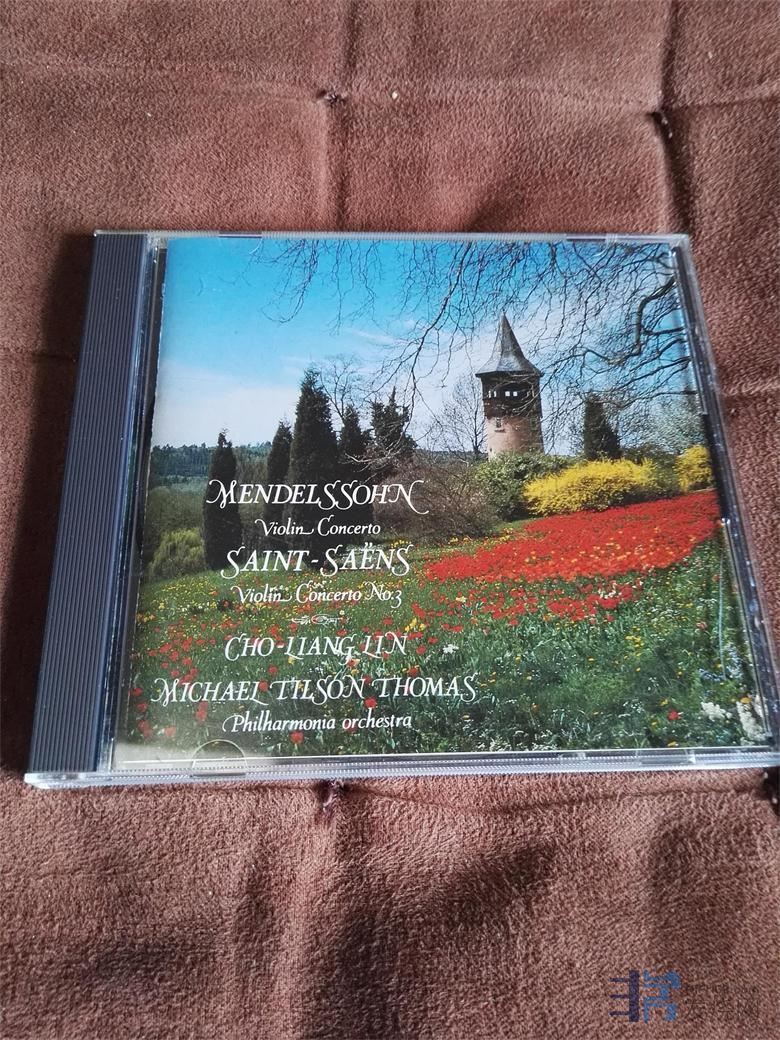 MENDELSSOHN
Violin Concerto
SAINT-SAËNS
Violin Concerto No.3
CHO-LIANG LIN
MICHAEL TILSON THOMAS
Philharmonia orchestra